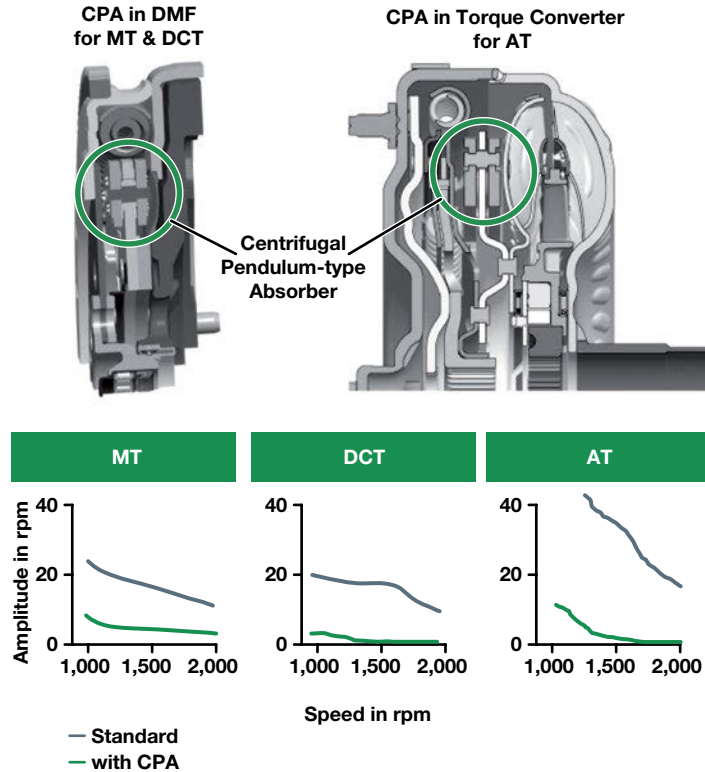 CPA in DMF
for MT & DCT
CPA in Torque Converter
for AT
Centrifugal
Pendulum-type
Absorber
MT
DCT
AT
Amplitude in rpm
40
20
0
1,000
1,500
2,000
40
20
0
1,000
1,500
2,000
40
20
0
1,000
1,500
2,000
Speed in rpm
Standard
with CPA